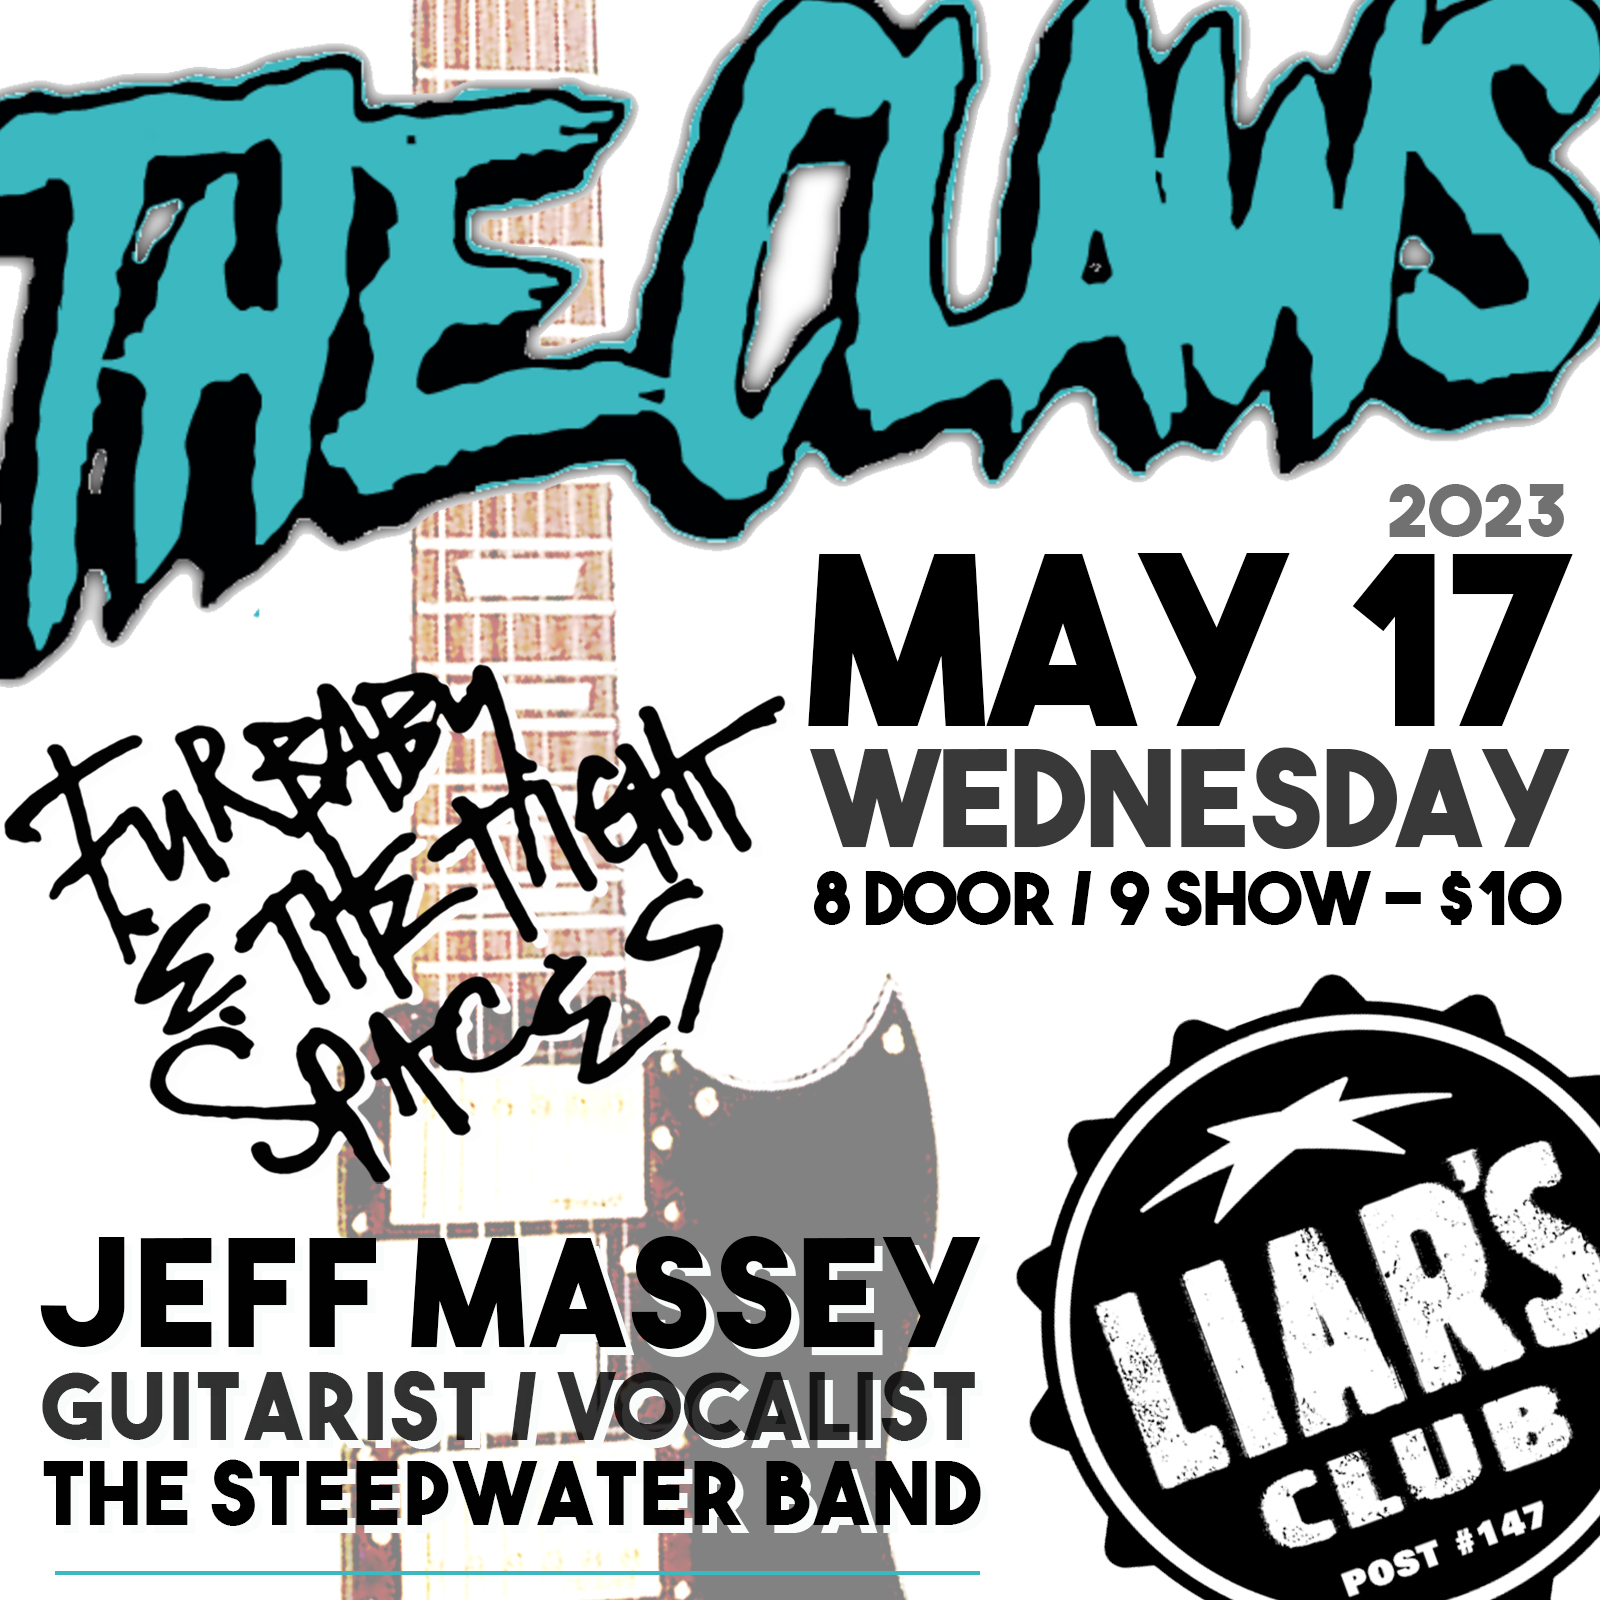 THE CLAWS
2023
MAY 17
WEDNESDAY
8 DOOR / 9 SHOW – $10
FURBABY
& THE TIGHT
SPACES
JEFF MASSEY
GUITARIST / VOCALIST
THE STEEPWATER BAND
LIAR'S
CLUB
POST #147